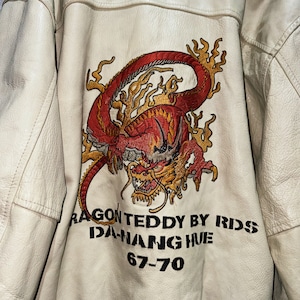 RAGON TEDDY BY RDS
DA-NANG HUE
67-70